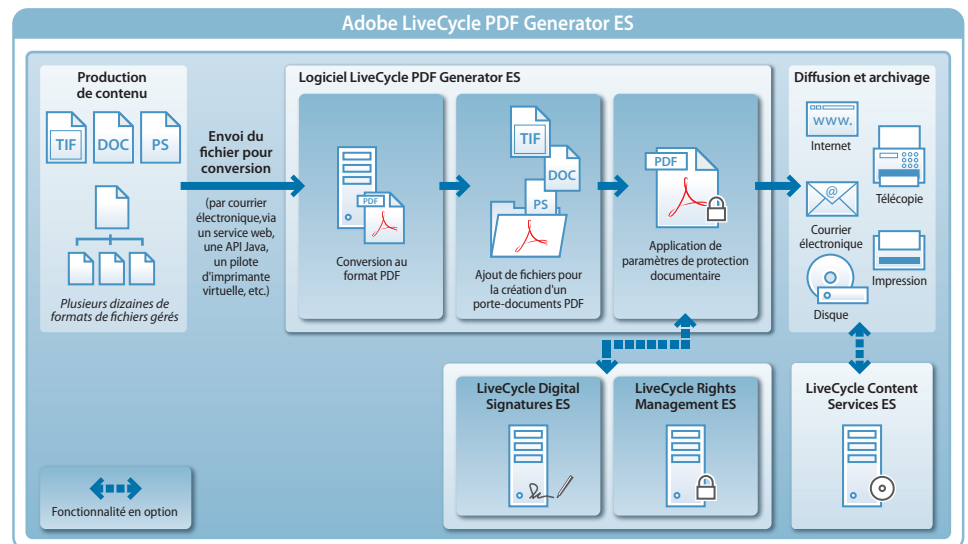 Adobe LiveCycle PDF Generator ES
Production
de contenu
TIF
DOC
PS
Plusieurs dizaines de
formats de fichiers gérés
Envoi du
fichier pour
conversion
(par courrier
électronique,via
un service web,
une API Java,
un pilote
d'imprimante
virtuelle, etc.)
Logiciel LiveCycle PDF Generator ES
PDF
Conversion au
format PDF
TIF
DOC
PS
Ajout de fichiers pour
la création d'un
porte-documents PDF
PDF
Application de
paramètres de protection
documentaire
Diffusion et archivage
www.
Internet
Télécopie
@
Courrier
électronique
Impression
Disque
LiveCycle Digital
Signatures ES
LiveCycle Rights
Management ES
LiveCycle Content
Services ES
Fonctionnalité en option